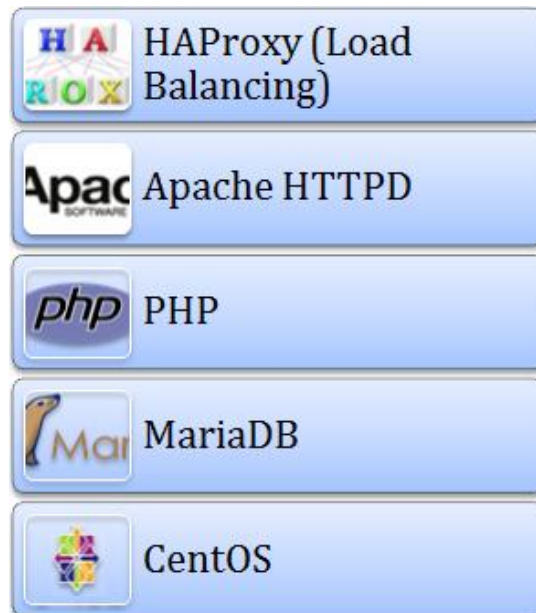 H A
R O X
HAProxy (Load
Balancing)
Apac
SOFTWARE
Apache HTTPD
php
PHP
Mar
MariaDB
CentOS